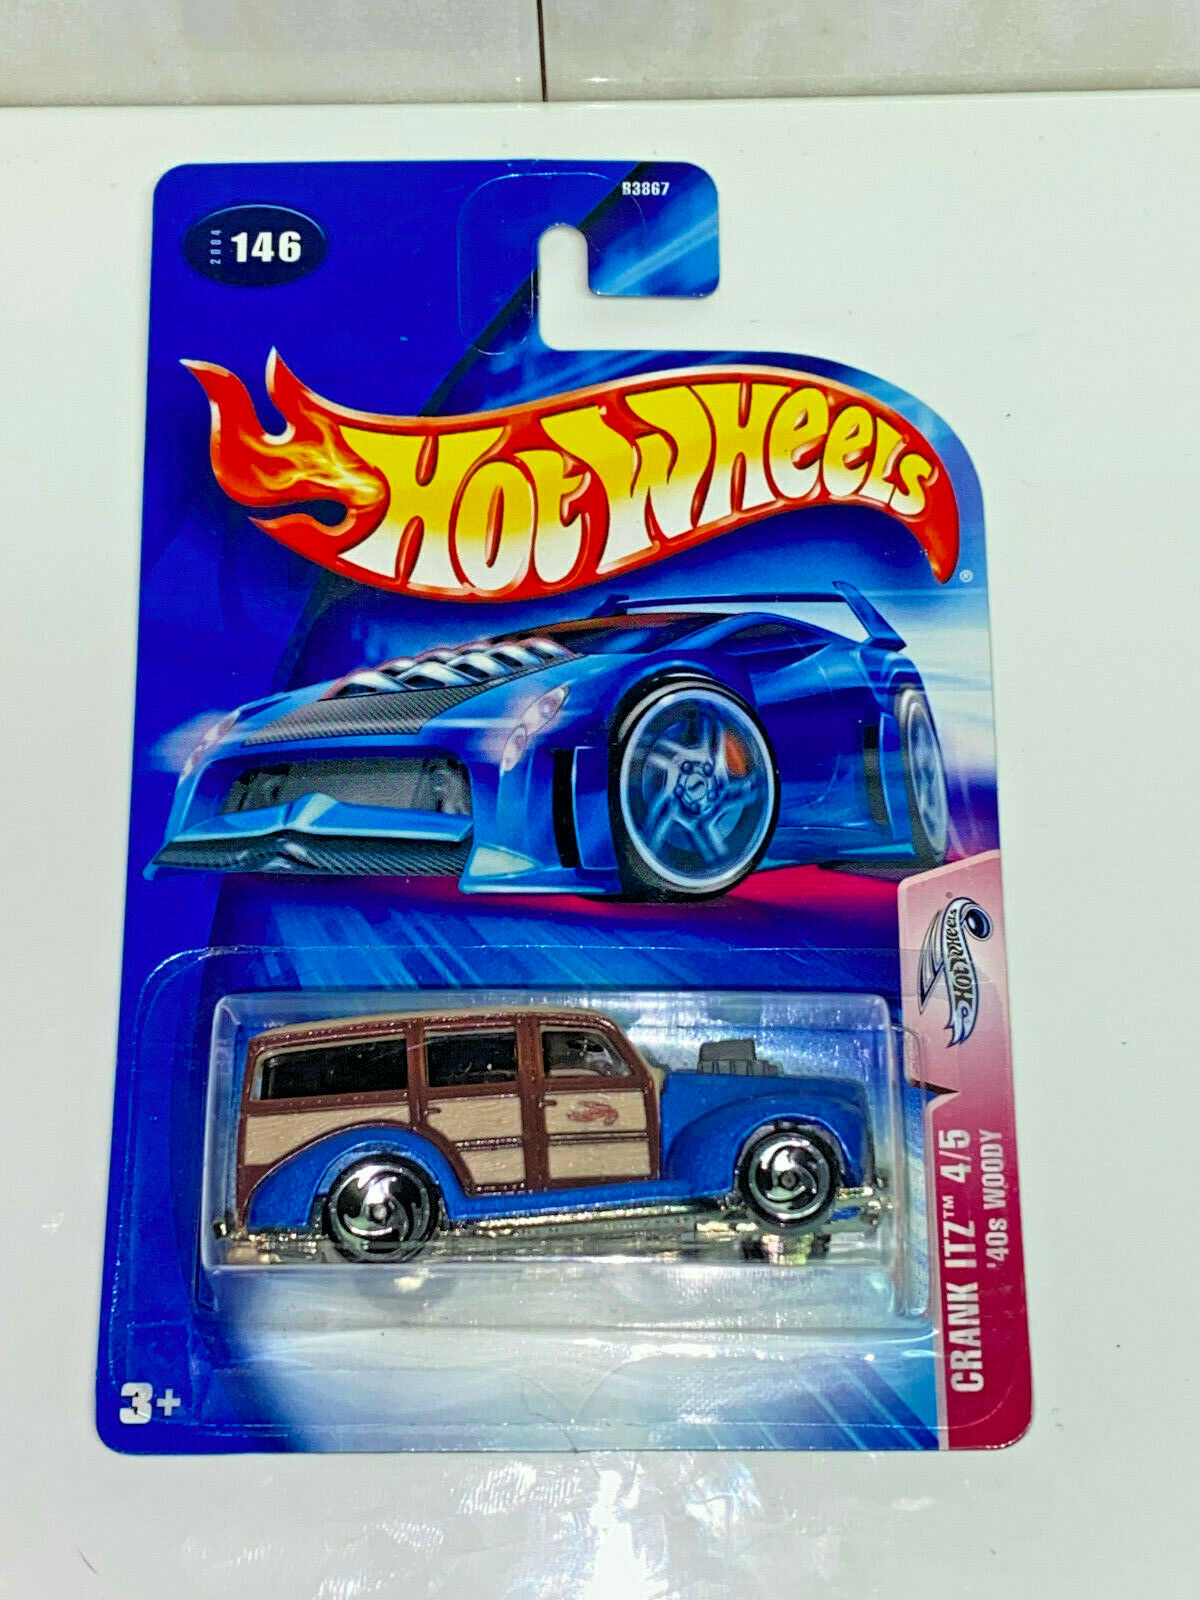 B3867
2004 146
HOT WHEELS
®
HOT WHEELS
®
CRANK ITZ™ 4/5
'40s WOODY
3+